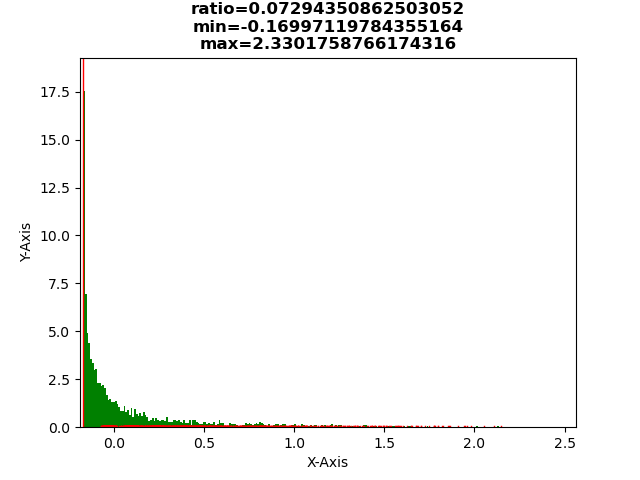 ratio=0.07294350862503052
min=-0.16997119784355164
max=2.3301758766174316
17.5
15.0
12.5
10.0
7.5
5.0
2.5
0.0
Y-Axis
0.0 0.5 1.0 1.5 2.0 2.5
X-Axis